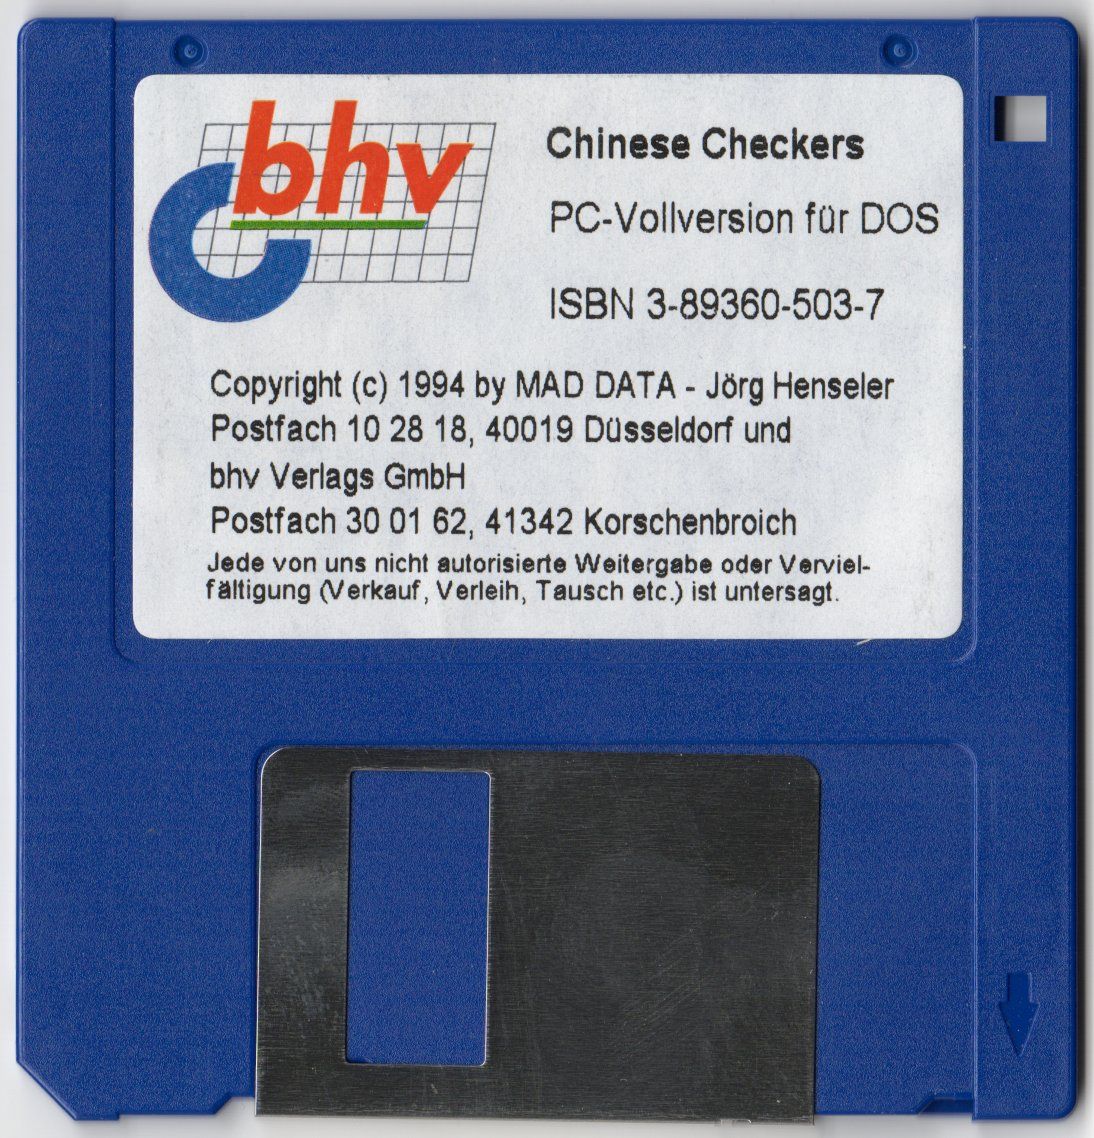 bhv
Chinese Checkers
PC-Vollversion für DOS
ISBN 3-89360-503-7
Copyright (c) 1994 by MAD DATA - Jörg Henseler
Postfach 10 28 18, 40019 Düsseldorf und
bhv Verlags GmbH
Postfach 30 01 62, 41342 Korschenbroich
Jede von uns nicht autorisierte Weitergabe oder Verviel-
fältigung (Verkauf, Verleih, Tausch etc.) ist untersagt.